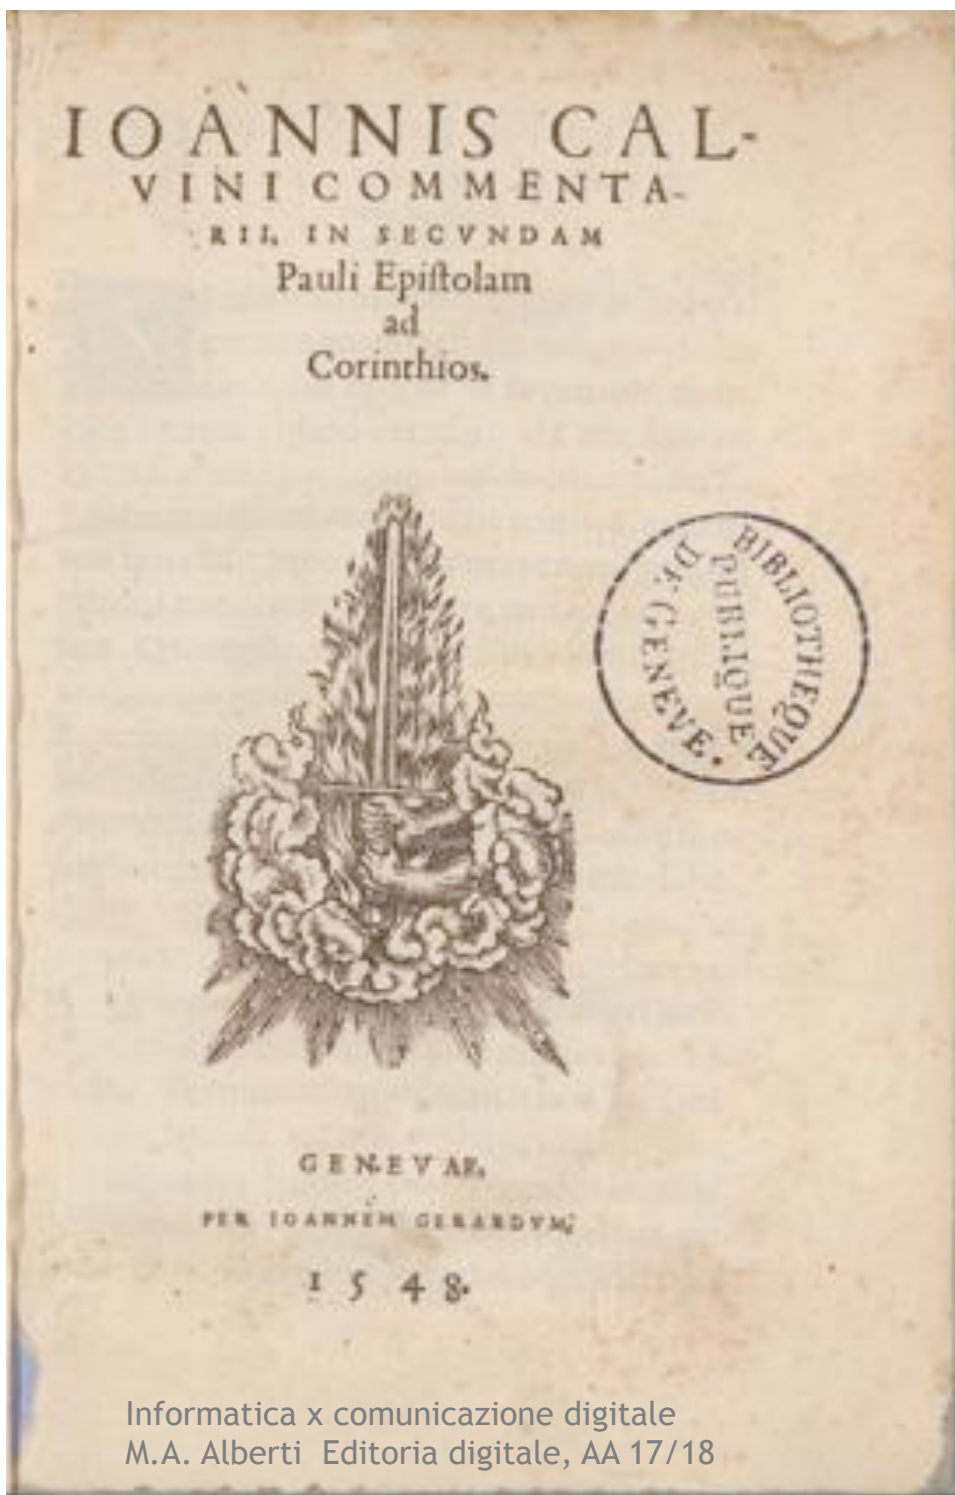 IOANNIS CAL-
VINI COMMENTA-
RII, IN SECVNDAM
Pauli Epiſtolam
ad
Corinthios.
BIBLIOTHEQUE
PUBLIQUE
DE GENEVE.
GENEVAE,
PER IOANNEM GERARDVM,
1548.
Informatica x comunicazione digitale
M.A. Alberti Editoria digitale, AA 17/18